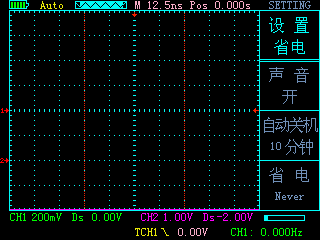 Auto M 12.5ns Pos 0.000s SETTING
设 置
省电
声 音
开
自动关机
10 分钟
省 电
Never
1
2
CH1 200mV Ds 0.00V CH2 1.00V Ds-2.00V
TCH1 0.00V CH1: 0.000Hz